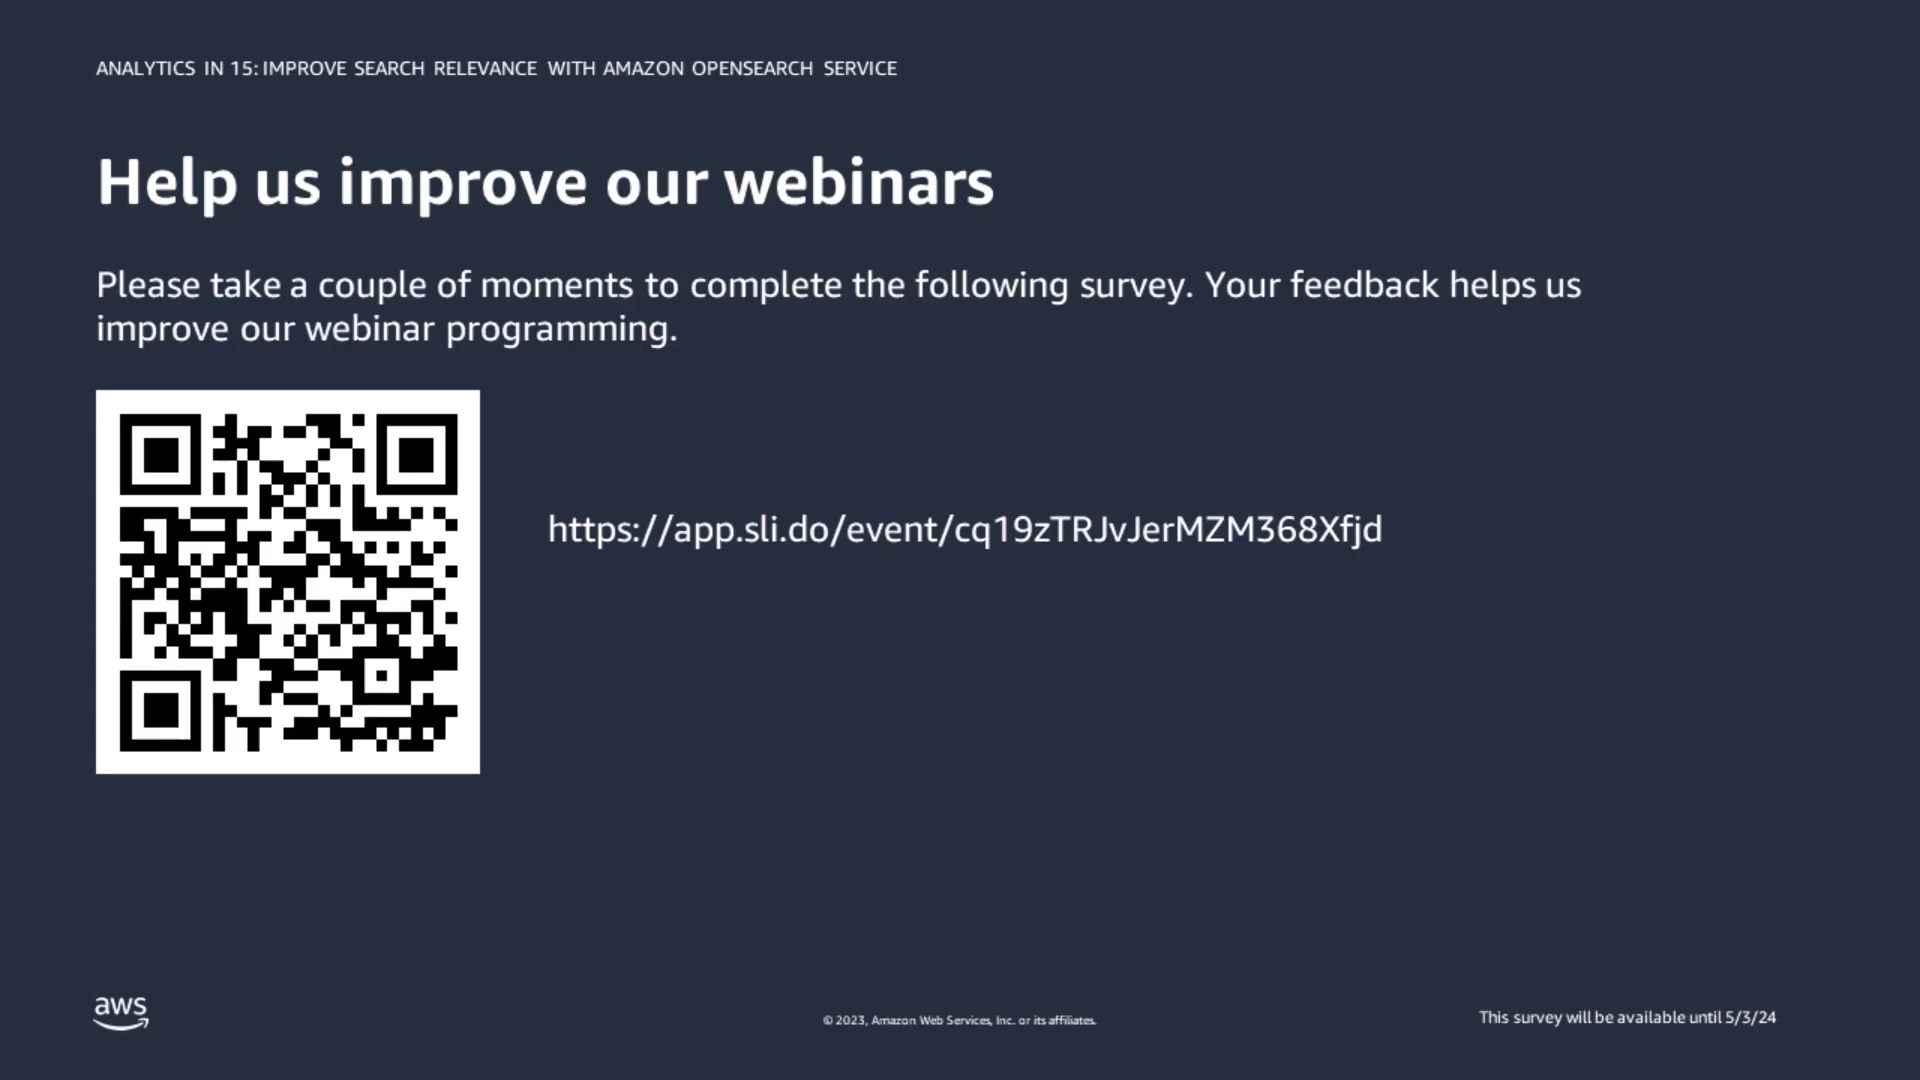 ANALYTICS IN 15: IMPROVE SEARCH RELEVANCE WITH AMAZON OPENSEARCH SERVICE
Help us improve our webinars
Please take a couple of moments to complete the following survey. Your feedback helps us
improve our webinar programming.
https://app.sli.do/event/cq19zTRJvJerMZM368Xfjd
aws
© 2023, Amazon Web Services, Inc. or its affiliates.
This survey will be available until 5/3/24